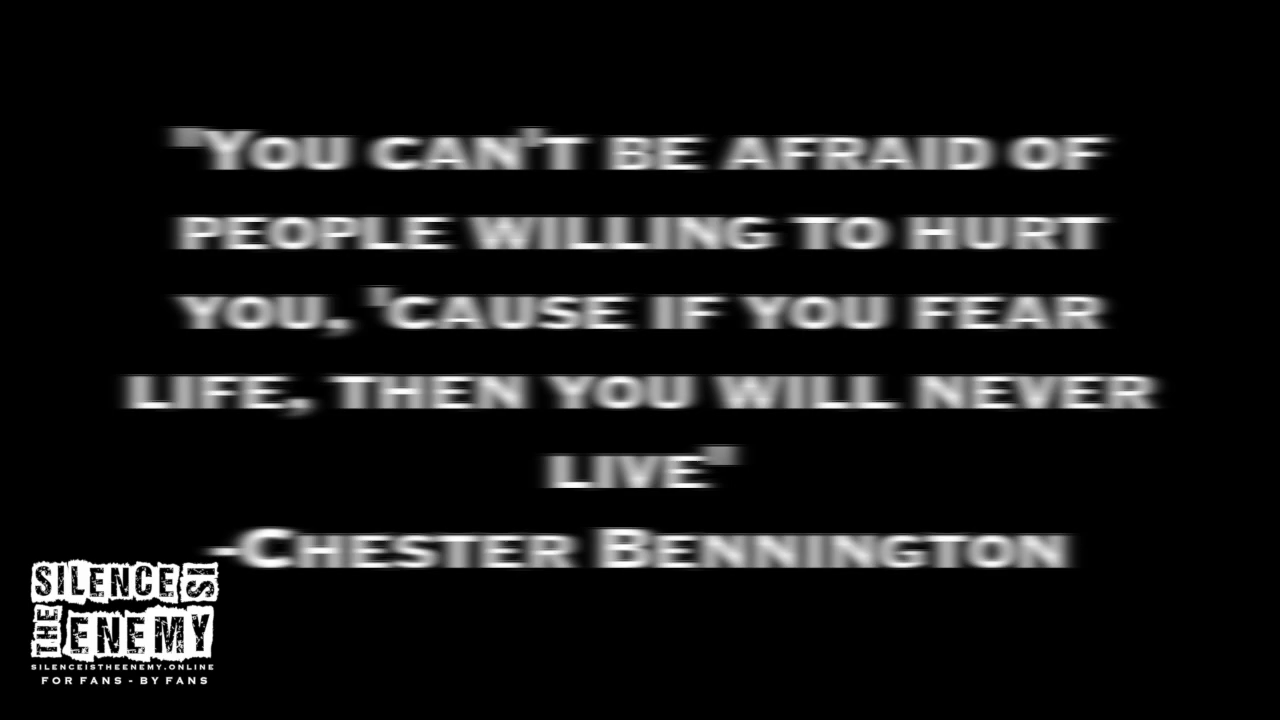 "You can't be afraid of
people willing to hurt
you, 'cause if you fear
life, then you will never
live"
-Chester Bennington
SILENCE IS
THE ENEMY
SILENCEISTHEENEMY.ONLINE
FOR FANS - BY FANS